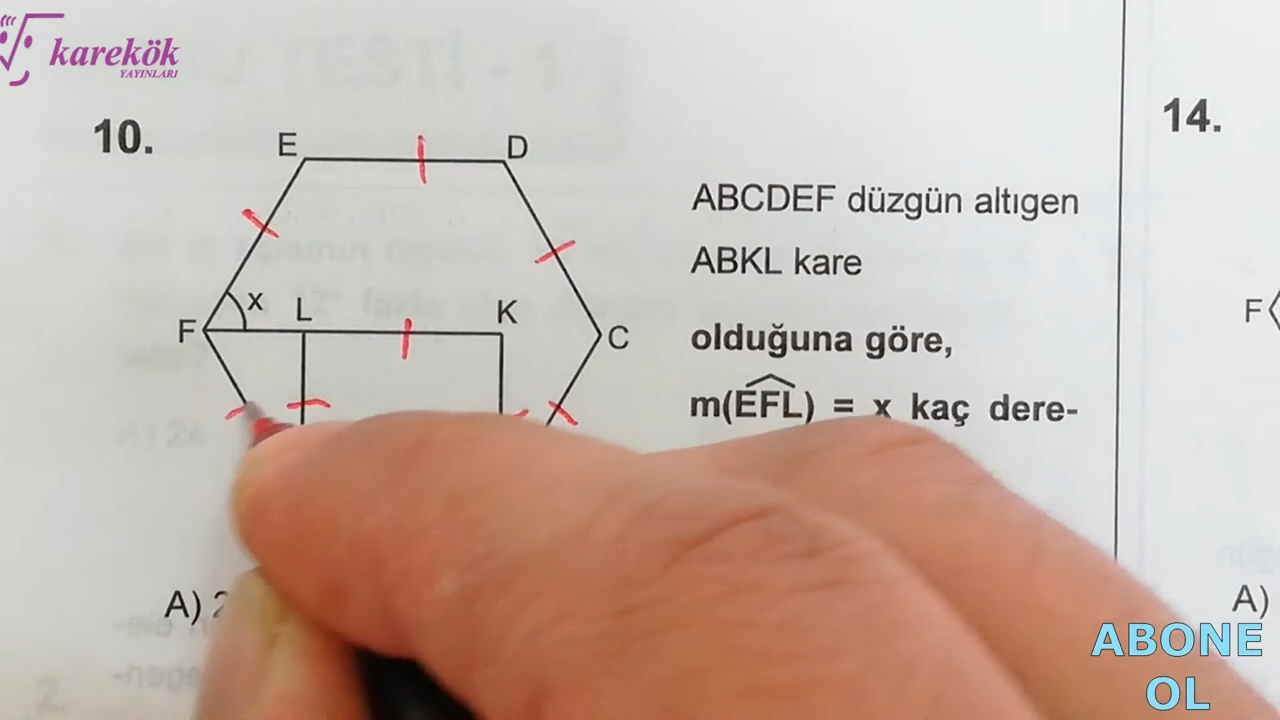 karekök
YAYINLARI
10.
E
D
x
L
K
F
C
ABCDEF düzgün altıgen
ABKL kare
olduğuna göre,
m(EFL) = x kaç dere-
A)
14.
F
A)
ABONE
OL